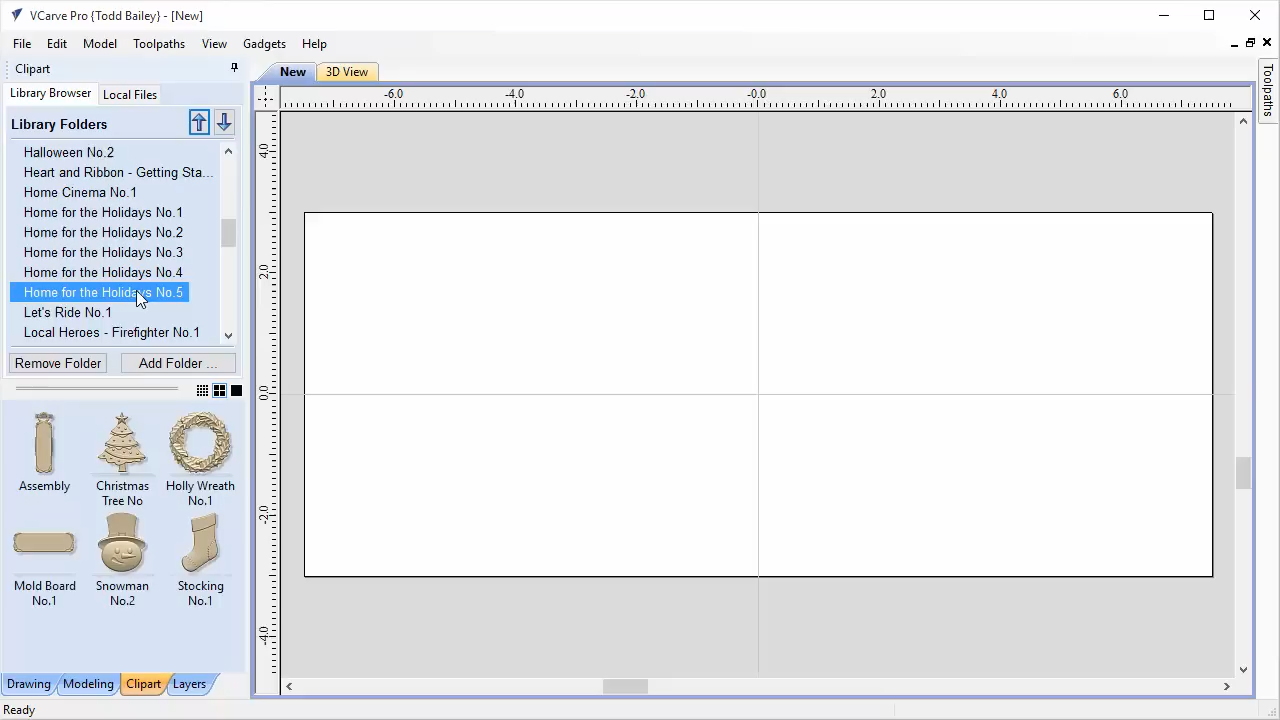 VCarve Pro {Todd Bailey} - [New]
File Edit Model Toolpaths View Gadgets Help
Clipart
New 3D View
Library Browser Local Files
-6.0 -4.0 -2.0 -0.0 2.0 4.0 6.0
Toolpaths
Library Folders
Halloween No.2
Heart and Ribbon - Getting Sta...
Home Cinema No.1
Home for the Holidays No.1
Home for the Holidays No.2
Home for the Holidays No.3
Home for the Holidays No.4
Home for the Holidays No.5
Let's Ride No.1
Local Heroes - Firefighter No.1
Remove Folder Add Folder ...
4.0
2.0
0.0
-2.0
-4.0
Assembly
Christmas Tree No
Holly Wreath No.1
Mold Board No.1
Snowman No.2
Stocking No.1
Drawing Modeling Clipart Layers
Ready